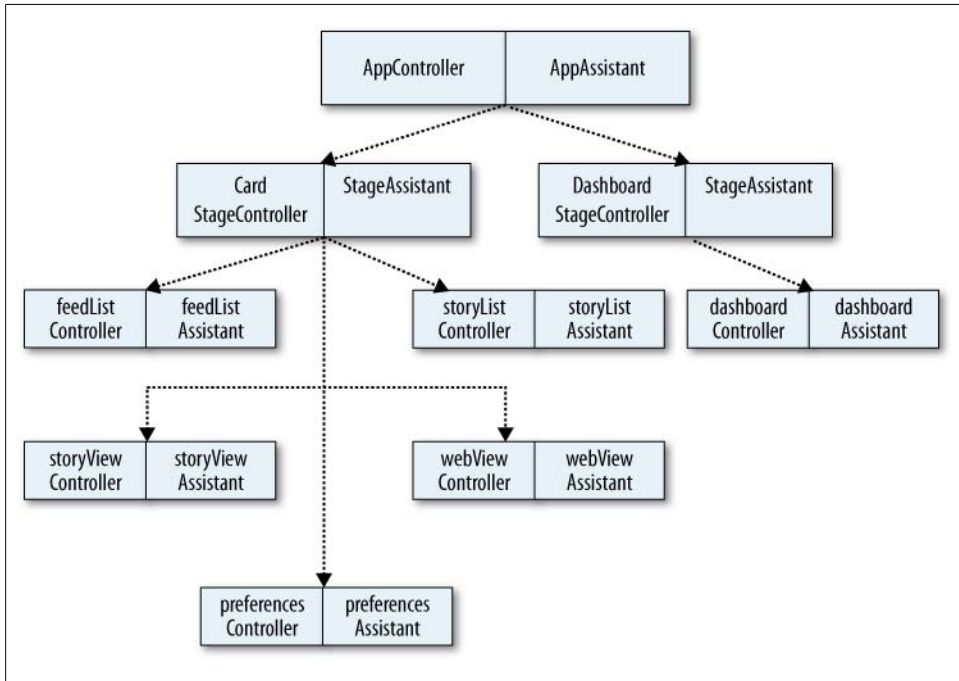 AppController
AppAssistant
Card
StageController
StageAssistant
Dashboard
StageController
StageAssistant
feedList
Controller
feedList
Assistant
storyList
Controller
storyList
Assistant
dashboard
Controller
dashboard
Assistant
storyView
Controller
storyView
Assistant
webView
Controller
webView
Assistant
preferences
Controller
preferences
Assistant